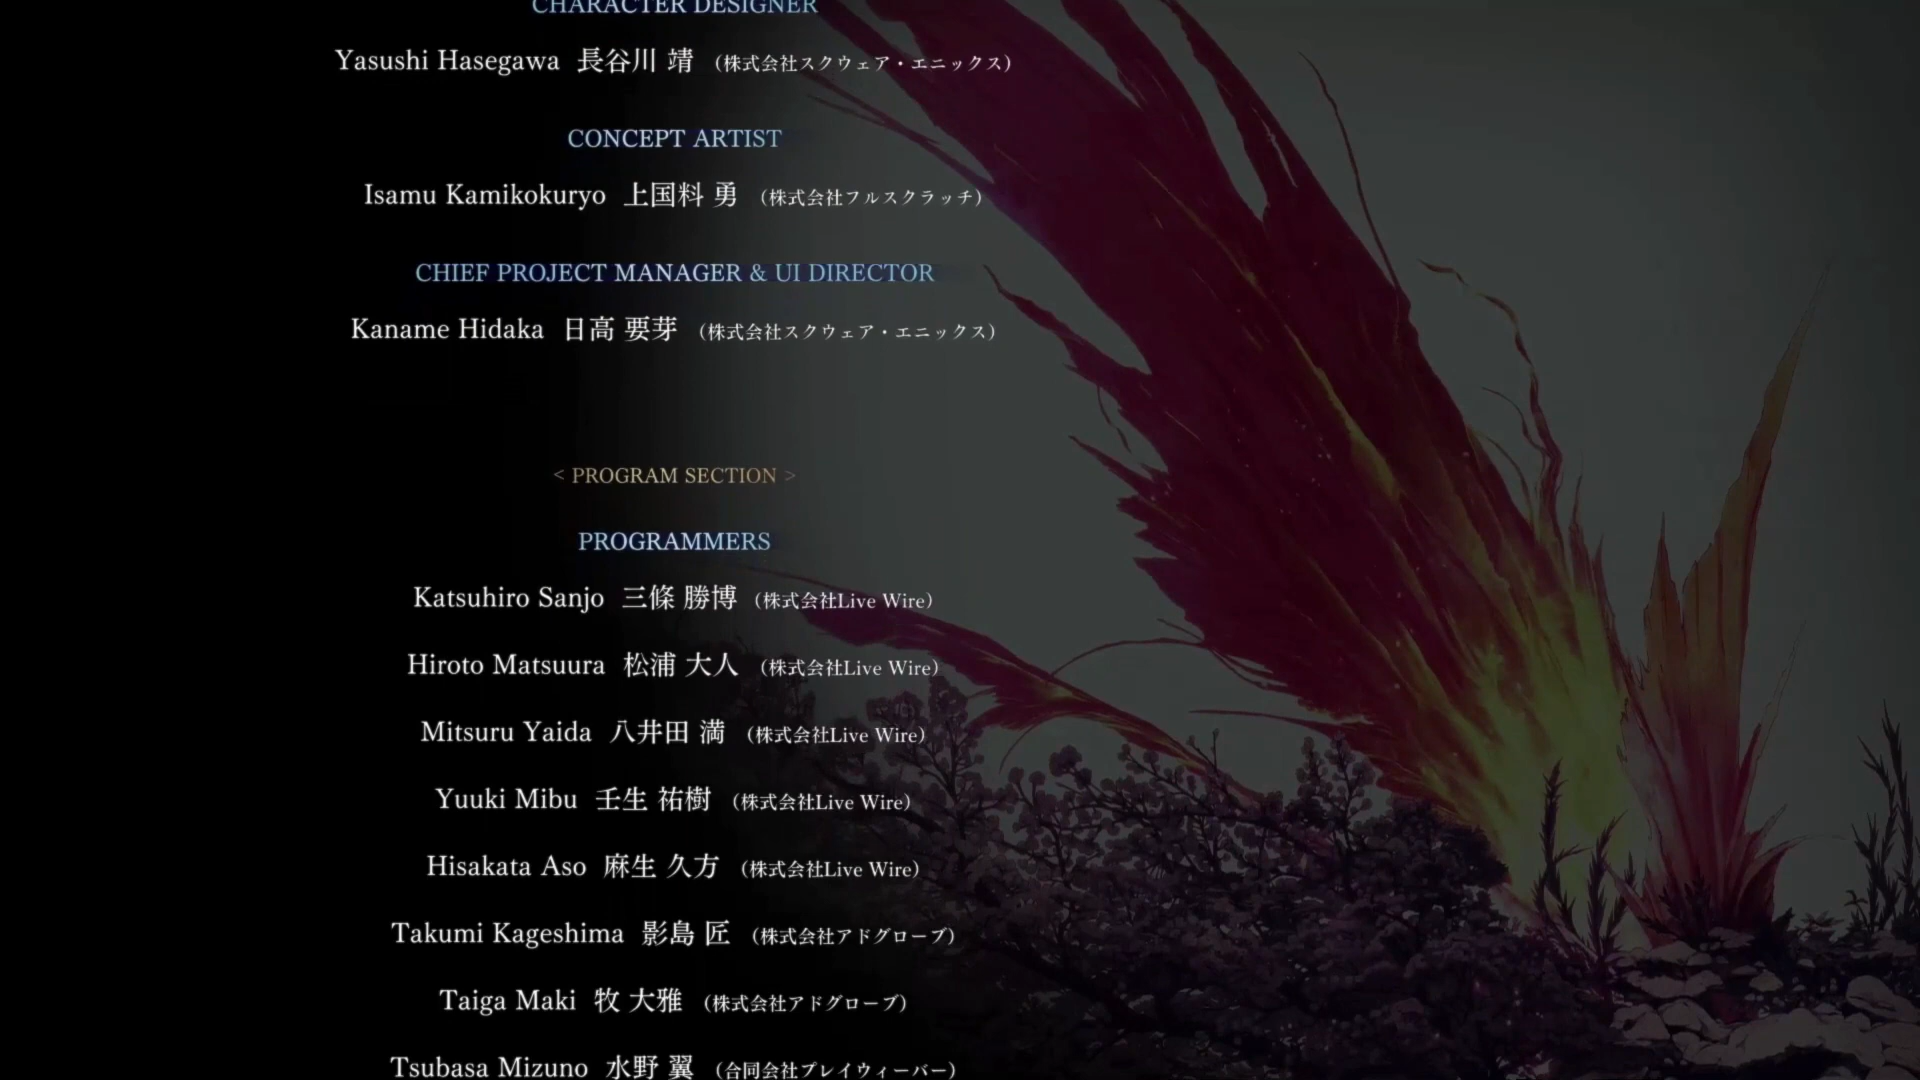 CHARACTER DESIGNER
Yasushi Hasegawa 長谷川 靖 (株式会社スクウェア・エニックス)
CONCEPT ARTIST
Isamu Kamikokuryo 上国料 勇 (株式会社フルスクラッチ)
CHIEF PROJECT MANAGER & UI DIRECTOR
Kaname Hidaka 日高 要芽 (株式会社スクウェア・エニックス)
< PROGRAM SECTION >
PROGRAMMERS
Katsuhiro Sanjo 三條 勝博 (株式会社Live Wire)
Hiroto Matsuura 松浦 大人 (株式会社Live Wire)
Mitsuru Yaida 八井田 満 (株式会社Live Wire)
Yuuki Mibu 壬生 祐樹 (株式会社Live Wire)
Hisakata Aso 麻生 久方 (株式会社Live Wire)
Takumi Kageshima 影島 匠 (株式会社アドグローブ)
Taiga Maki 牧 大雅 (株式会社アドグローブ)
Tsubasa Mizuno 水野 翼 (合同会社プレイウィーバー)